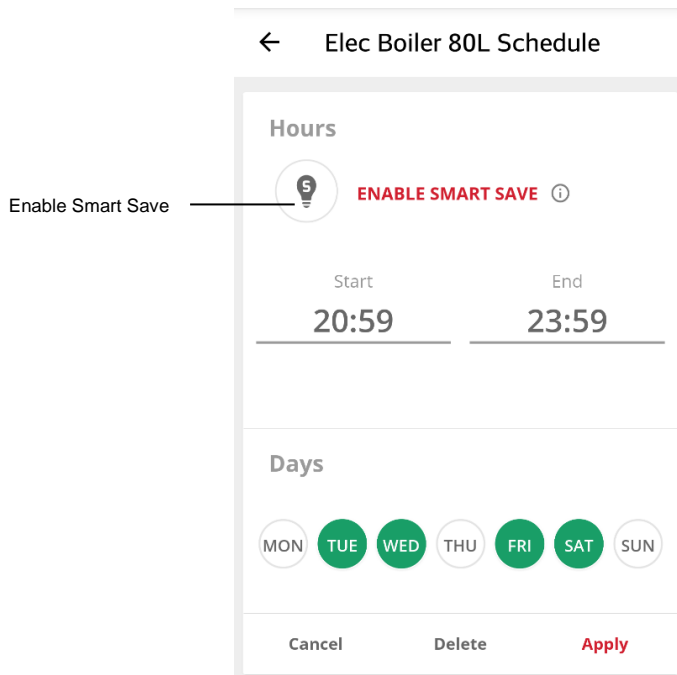 Elec Boiler 80L Schedule
Hours
Enable Smart Save
S
ENABLE SMART SAVE i
Start End
20:59 23:59
Days
MON TUE WED THU FRI SAT SUN
Cancel Delete Apply